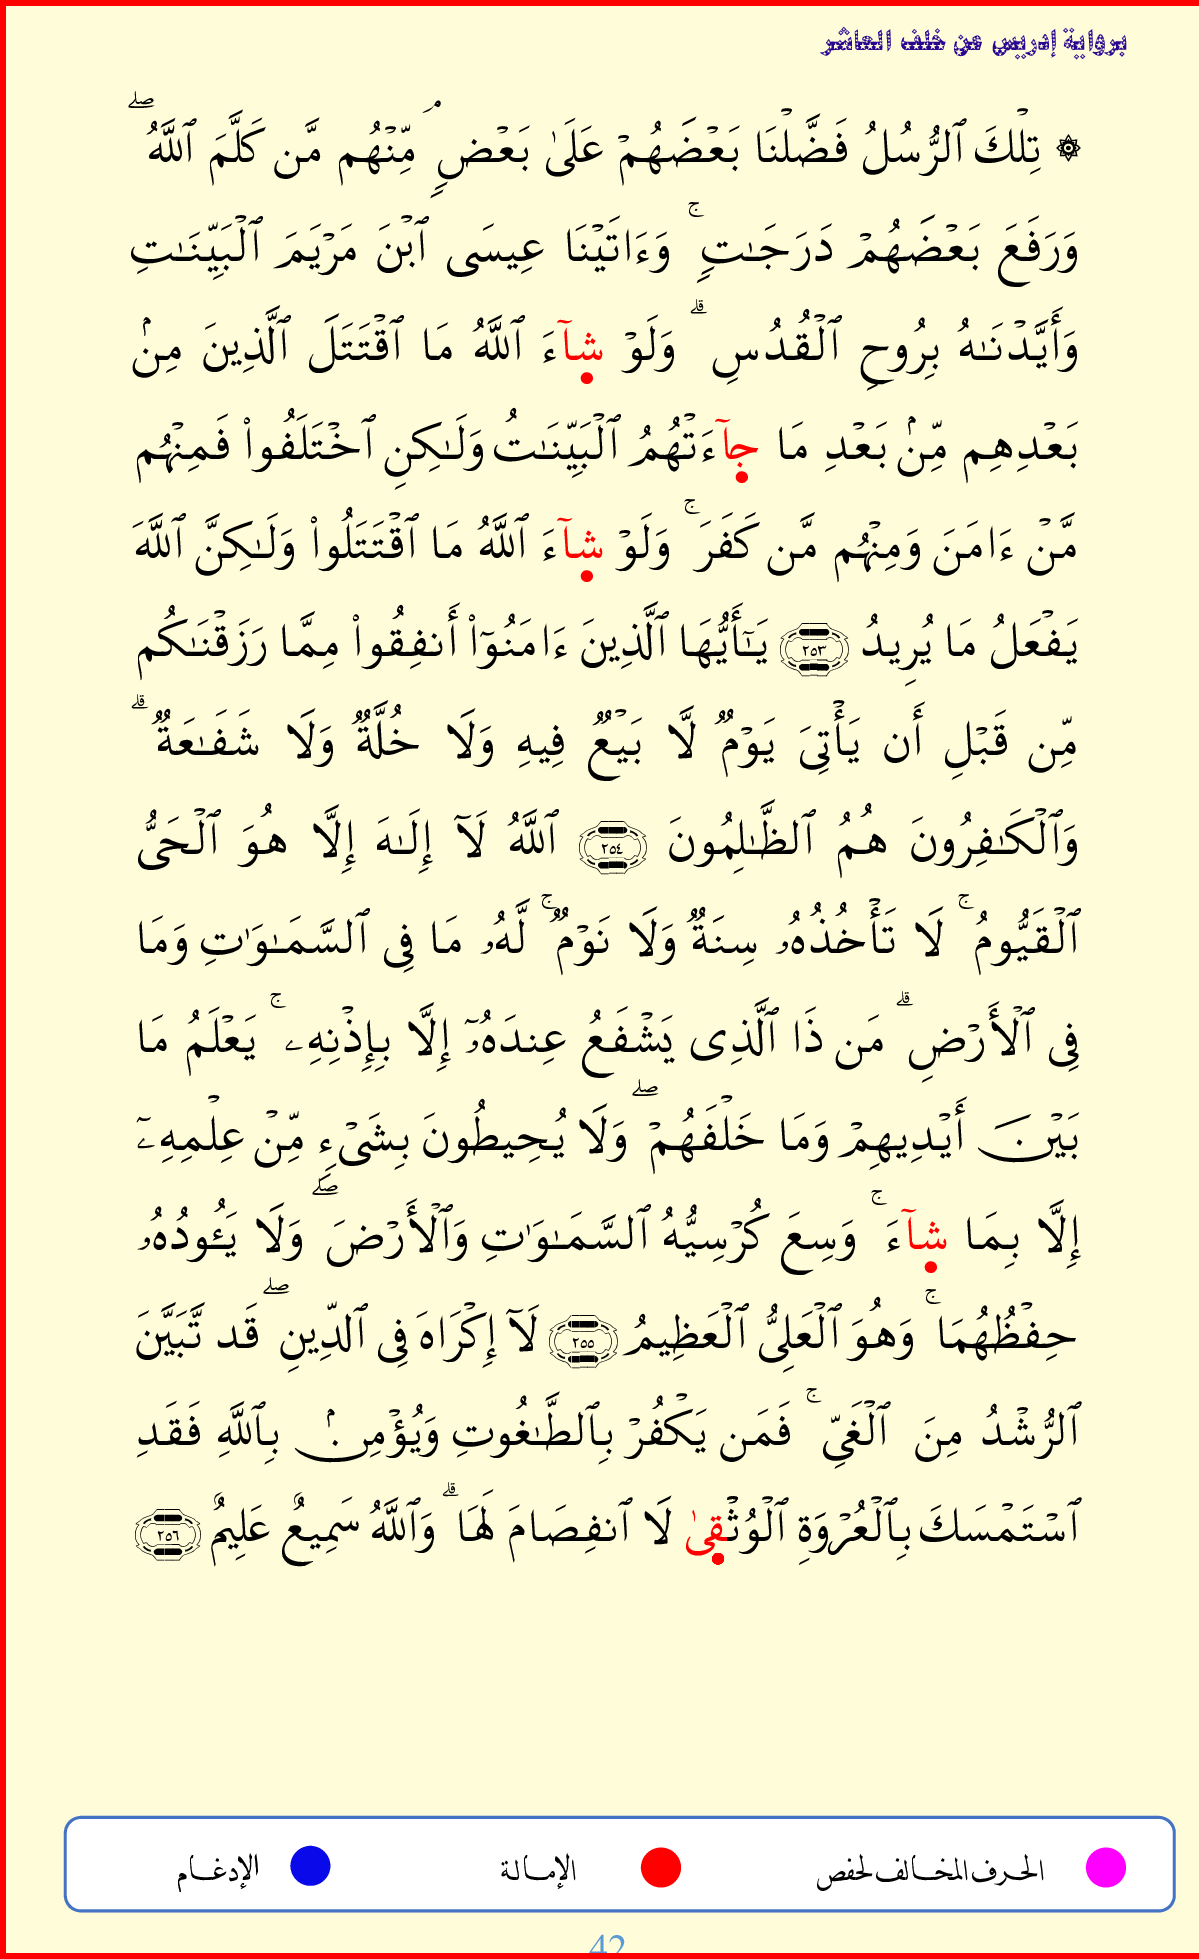 برواية إدريس عن خلف العاشر
۞ تِلْكَ ٱلرُّسُلُ فَضَّلْنَا بَعْضَهُمْ عَلَىٰ بَعْضٍۢ ۘ مِّنْهُم مَّن كَلَّمَ ٱللَّهُ ۖ
وَرَفَعَ بَعْضَهُمْ دَرَجَـٰتٍۢ ۚ وَءَاتَيْنَا عِيسَى ٱبْنَ مَرْيَمَ ٱلْبَيِّنَـٰتِ
وَأَيَّدْنَـٰهُ بِرُوحِ ٱلْقُدُسِ ۗ وَلَوْ شَآءَ ٱللَّهُ مَا ٱقْتَتَلَ ٱلَّذِينَ مِنۢ
بَعْدِهِم مِّنۢ بَعْدِ مَا جَآءَتْهُمُ ٱلْبَيِّنَـٰتُ وَلَـٰكِنِ ٱخْتَلَفُوا۟ فَمِنْهُم
مَّنْ ءَامَنَ وَمِنْهُم مَّن كَفَرَ ۚ وَلَوْ شَآءَ ٱللَّهُ مَا ٱقْتَتَلُوا۟ وَلَـٰكِنَّ ٱللَّهَ
يَفْعَلُ مَا يُرِيدُ ٢٥٣ يَـٰٓأَيُّهَا ٱلَّذِينَ ءَامَنُوٓا۟ أَنفِقُوا۟ مِمَّا رَزَقْنَـٰكُم
مِّن قَبْلِ أَن يَأْتِىَ يَوْمٌۭ لَّا بَيْعٌۭ فِيهِ وَلَا خُلَّةٌۭ وَلَا شَفَـٰعَةٌۭ ۗ
وَٱلْكَـٰفِرُونَ هُمُ ٱلظَّـٰلِمُونَ ٢٥٤ ٱللَّهُ لَآ إِلَـٰهَ إِلَّا هُوَ ٱلْحَىُّ
ٱلْقَيُّومُ ۚ لَا تَأْخُذُهُۥ سِنَةٌۭ وَلَا نَوْمٌۭ ۚ لَّهُۥ مَا فِى ٱلسَّمَـٰوَٰتِ وَمَا
فِى ٱلْأَرْضِ ۗ مَن ذَا ٱلَّذِى يَشْفَعُ عِندَهُۥٓ إِلَّا بِإِذْنِهِۦ ۚ يَعْلَمُ مَا
بَيْنَ أَيْدِيهِمْ وَمَا خَلْفَهُمْ ۖ وَلَا يُحِيطُونَ بِشَىْءٍۢ مِّنْ عِلْمِهِۦٓ
إِلَّا بِمَا شَآءَ ۚ وَسِعَ كُرْسِيُّهُ ٱلسَّمَـٰوَٰتِ وَٱلْأَرْضَ ۖ وَلَا يَـُٔودُهُۥ
حِفْظُهُمَا ۚ وَهُوَ ٱلْعَلِىُّ ٱلْعَظِيمُ ٢٥٥ لَآ إِكْرَاهَ فِى ٱلدِّينِ ۖ قَد تَّبَيَّنَ
ٱلرُّشْدُ مِنَ ٱلْغَىِّ ۚ فَمَن يَكْفُرْ بِٱلطَّـٰغُوتِ وَيُؤْمِنۢ بِٱللَّهِ فَقَدِ
ٱسْتَمْسَكَ بِٱلْعُرْوَةِ ٱلْوُثْقَىٰ لَا ٱنفِصَامَ لَهَا ۗ وَٱللَّهُ سَمِيعٌ عَلِيمٌ ٢٥٦
الحرف المخالف لحفص الإمالة الإدغام
42